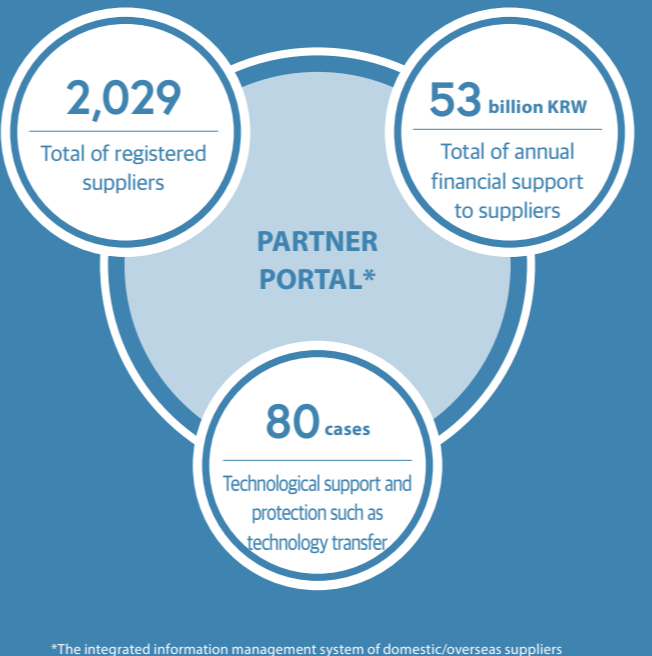 2,029
Total of registered
suppliers
53 billion KRW
Total of annual
financial support
to suppliers
PARTNER
PORTAL*
80 cases
Technological support and
protection such as
technology transfer
*The integrated information management system of domestic/overseas suppliers